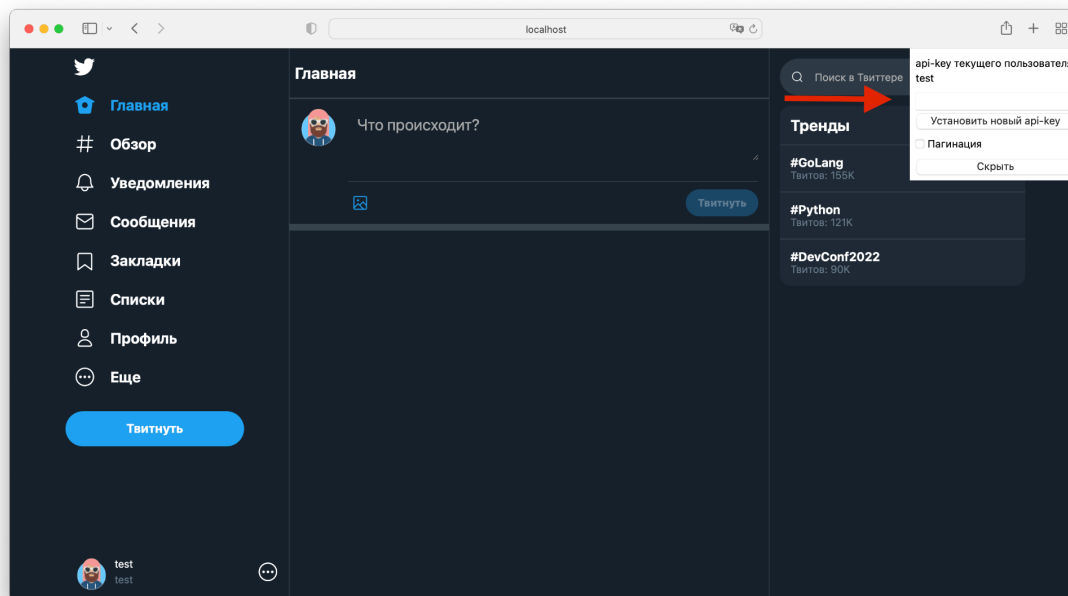 localhost
Главная
Обзор
Уведомления
Сообщения
Закладки
Списки
Профиль
Еще
Твитнуть
test
test
Главная
Что происходит?
Твитнуть
Поиск в Твиттере
Тренды
#GoLang
Твитов: 155K
#Python
Твитов: 121K
#DevConf2022
Твитов: 90K
api-key текущего пользователя
test
Установить новый api-key
Пагинация
Скрыть